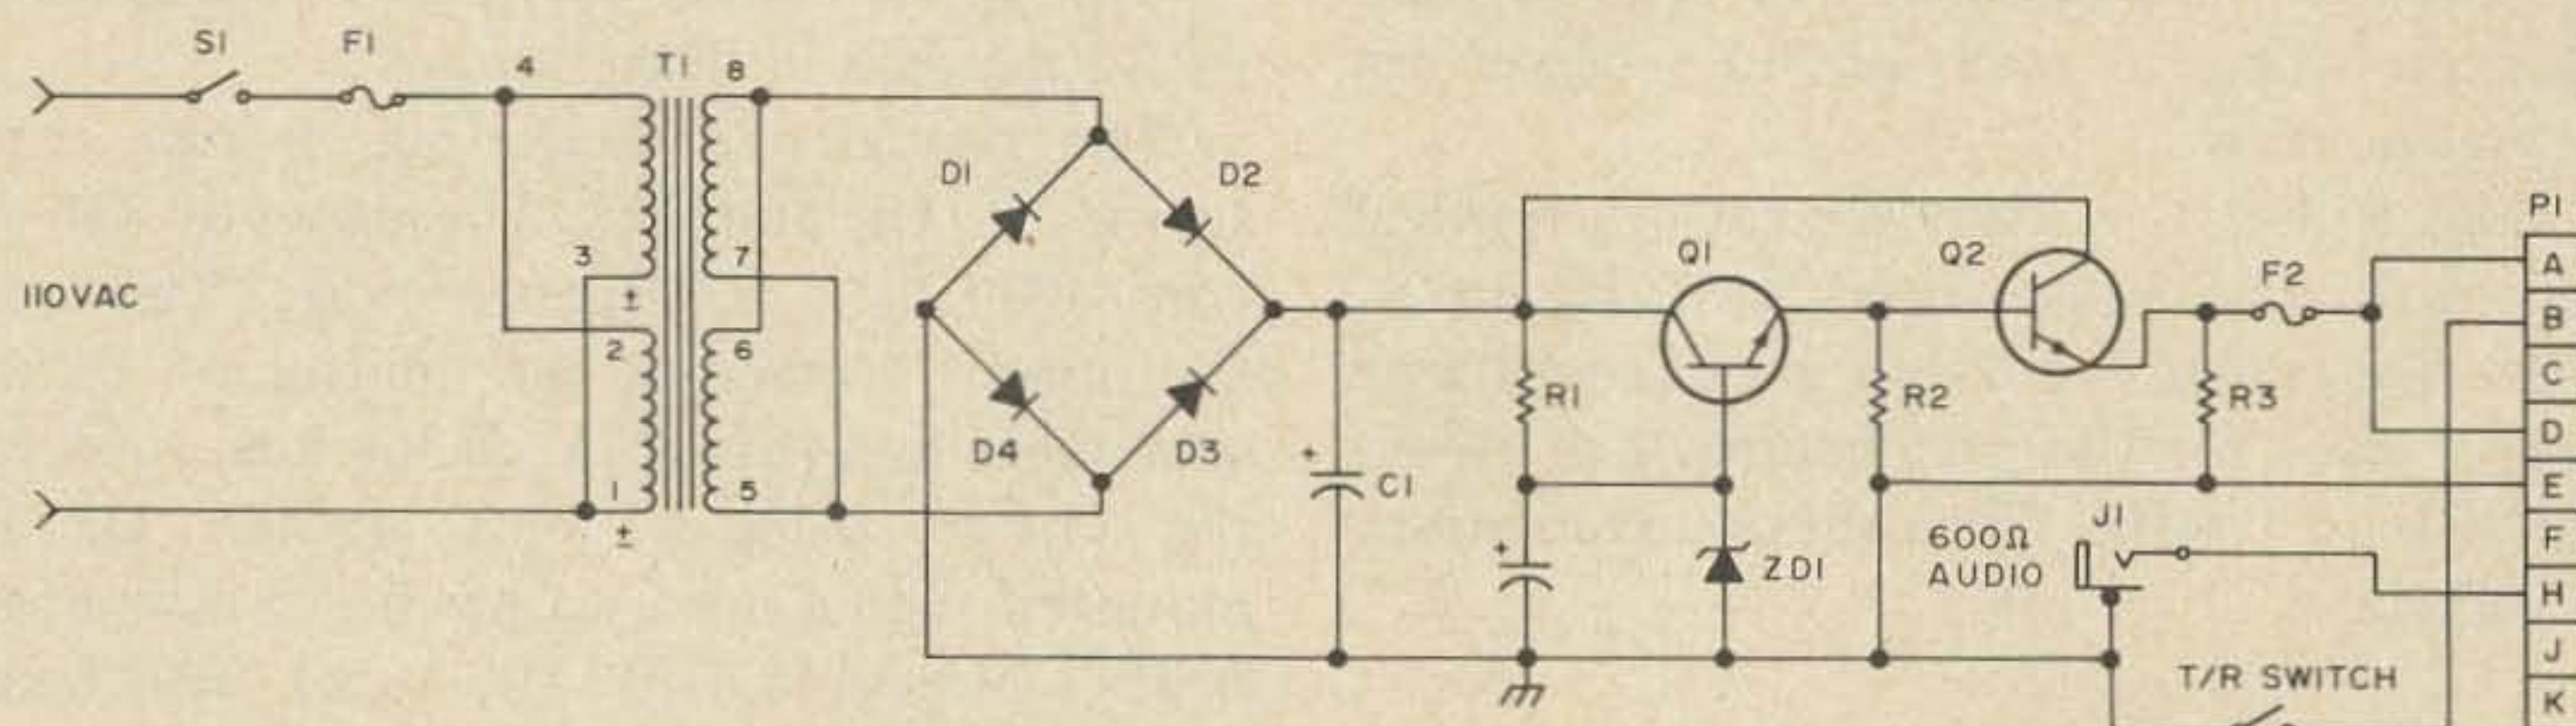 S1
F1
4
T1
8
D1
D2
3
7
±
110VAC
2
6
D4
D3
1
5
±
+
C1
Q1
Q2
F2
P1
R1
R2
R3
+
ZD1
600Ω
AUDIO
J1
T/R SWITCH
A
B
C
D
E
F
H
J
K